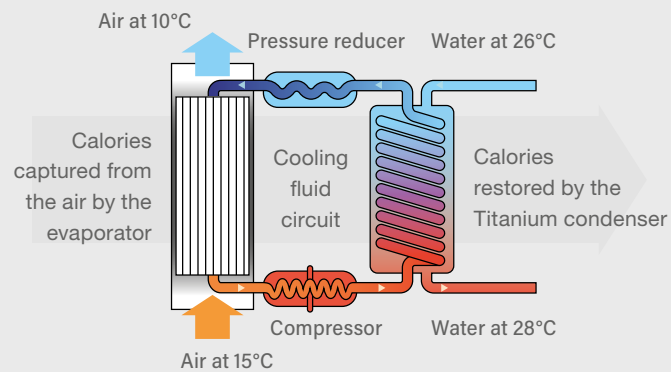 Air at 10°C
Pressure reducer
Water at 26°C
Calories
captured from
the air by the
evaporator
Cooling
fluid
circuit
Calories
restored by the
Titanium condenser
Compressor
Water at 28°C
Air at 15°C